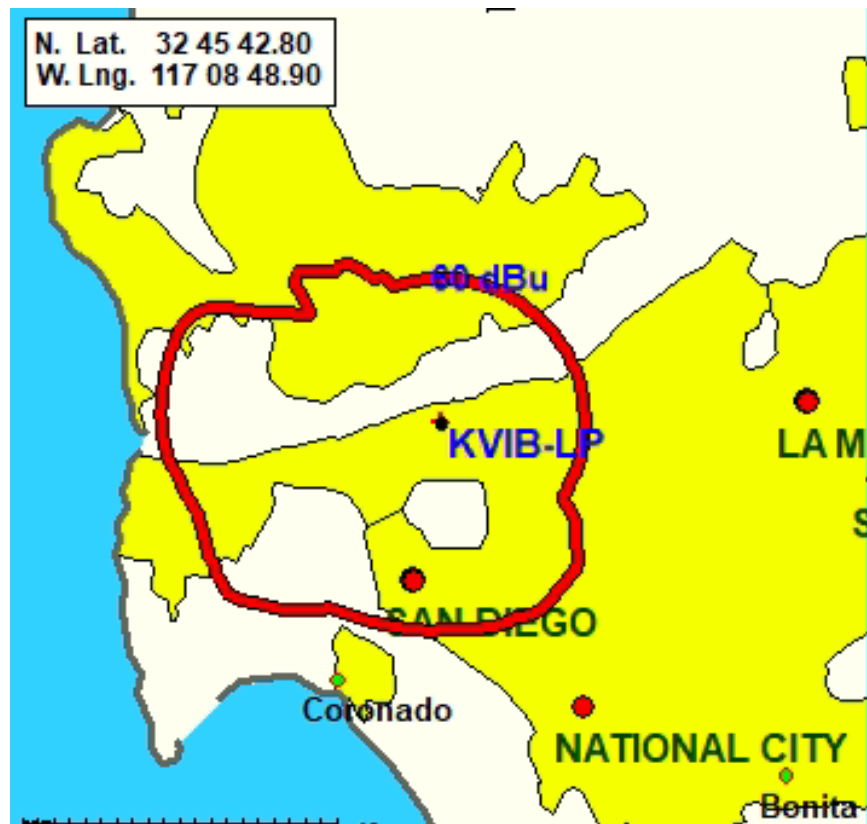 N. Lat. 32 45 42.80
W. Lng. 117 08 48.90
60 dBu
KVIB-LP
LA M
S
SAN DIEGO
Coronado
NATIONAL CITY
Bonita